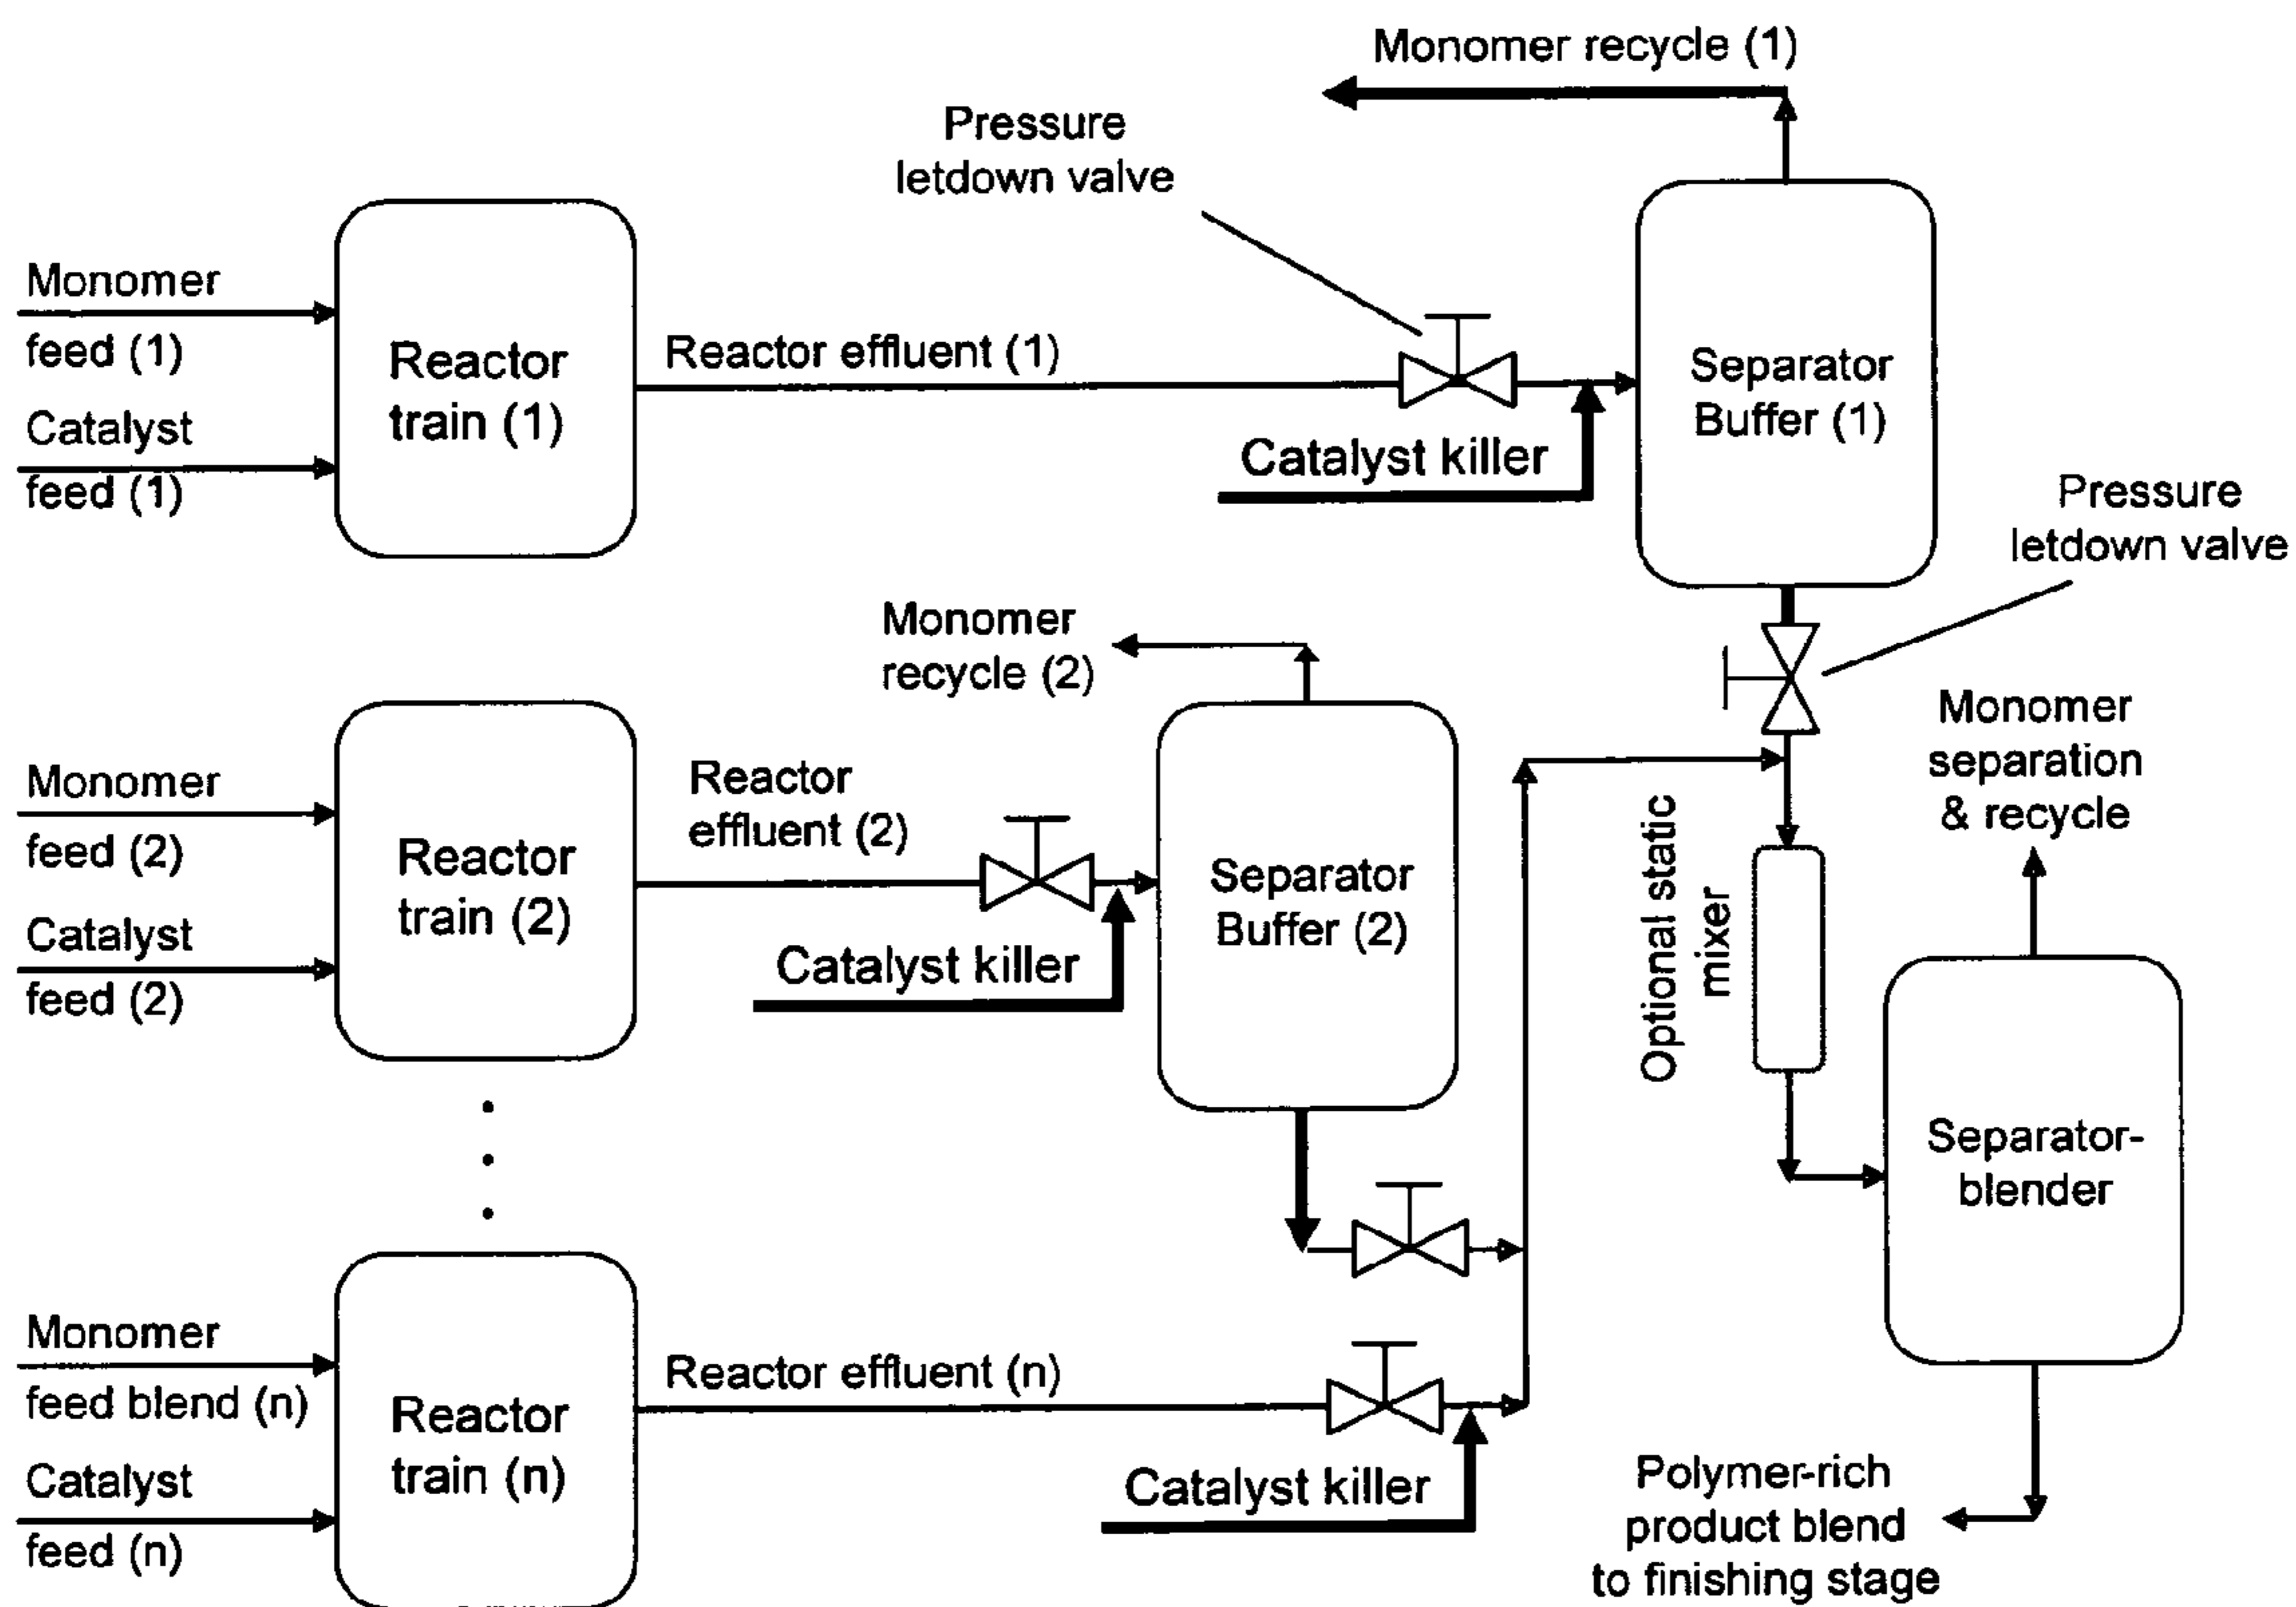 Monomer recycle (1)
Pressure
letdown valve
Monomer
feed (1)
Catalyst
feed (1)
Reactor
train (1)
Reactor effluent (1)
Catalyst killer
Separator
Buffer (1)
Pressure
letdown valve
Monomer
recycle (2)
Monomer
feed (2)
Catalyst
feed (2)
Reactor
train (2)
Reactor
effluent (2)
Catalyst killer
Separator
Buffer (2)
Optional static
mixer
Monomer
separation
& recycle
Separator-
blender
Monomer
feed blend (n)
Catalyst
feed (n)
Reactor
train (n)
Reactor effluent (n)
Catalyst killer
Polymer-rich
product blend
to finishing stage